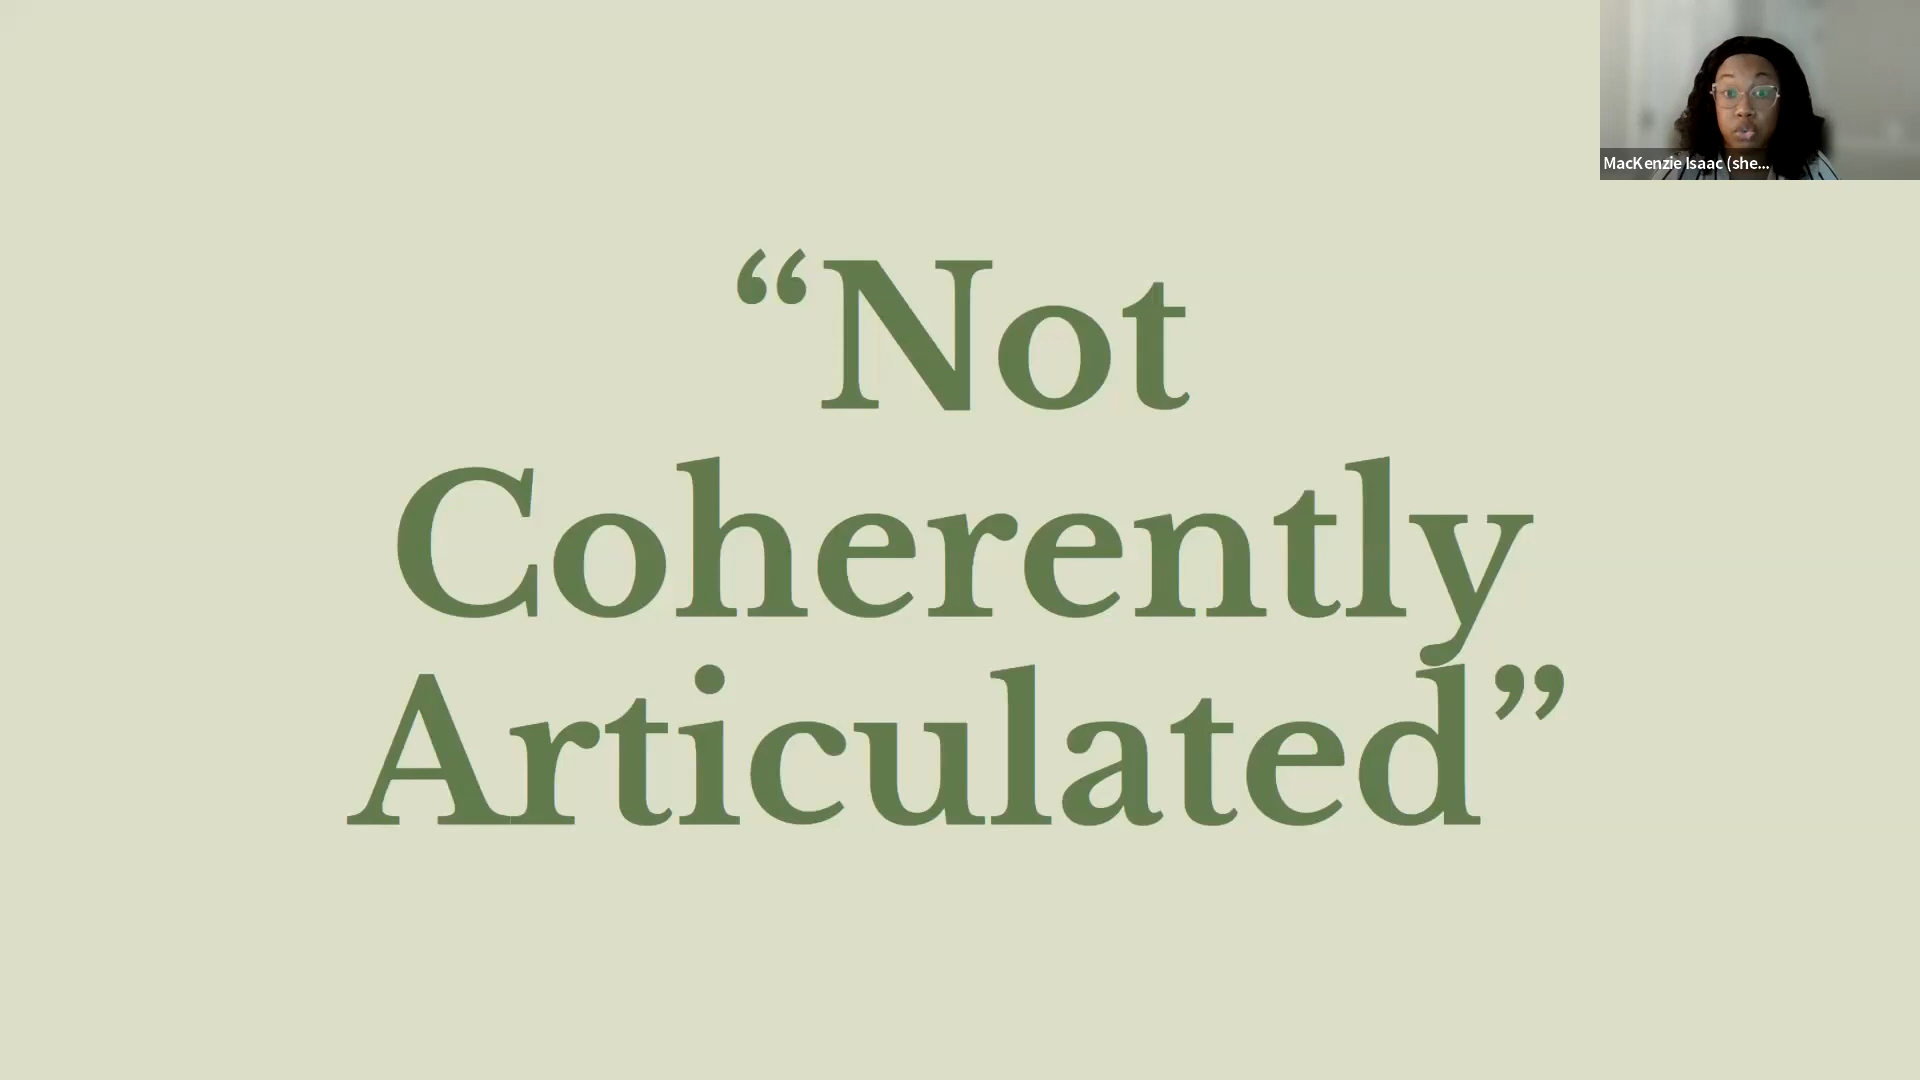 MacKenzie Isaac (she...
“Not
Coherently
Articulated”